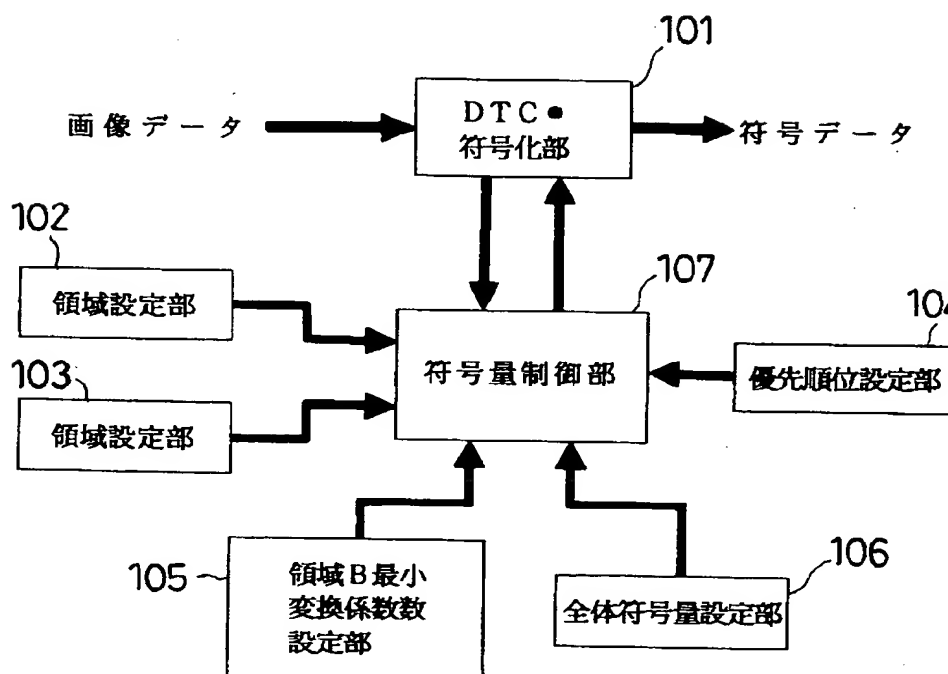 101
画像データ
DTC●
符号化部
符号データ
102
領域設定部
107
符号量制御部
104
優先順位設定部
103
領域設定部
105
領域B最小
変換係数数
設定部
106
全体符号量設定部